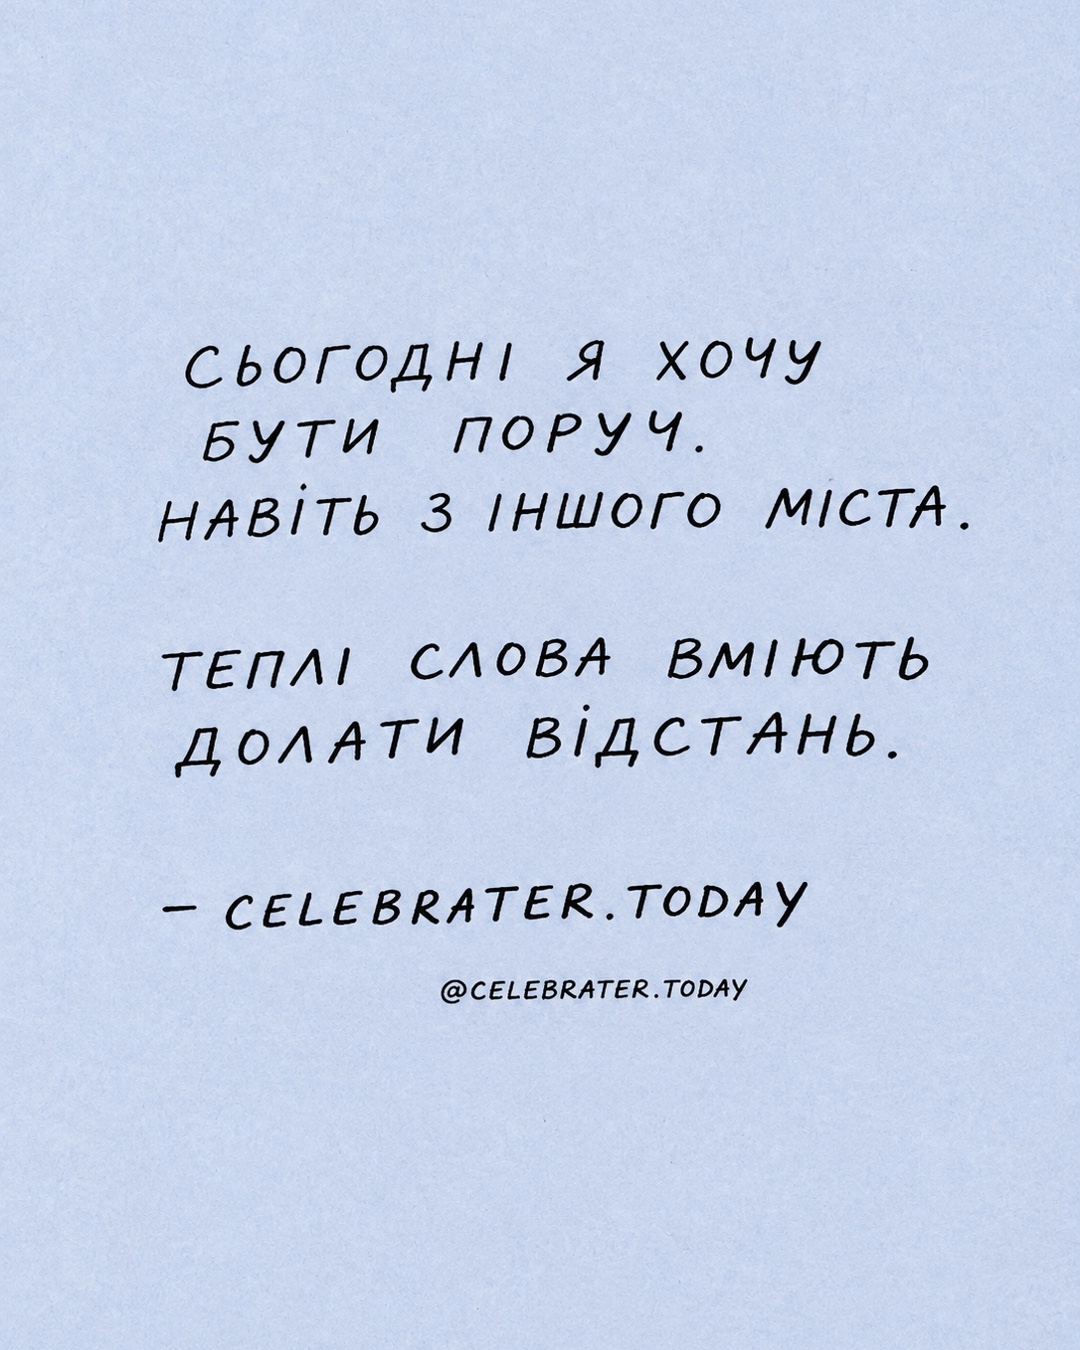 СЬОГОДНІ Я ХОЧУ
БУТИ ПОРУЧ.
НАВІТЬ З ІНШОГО МІСТА.
ТЕПЛІ СЛОВА ВМІЮТЬ
ДОЛАТИ ВІДСТАНЬ.
– CELEBRATER.TODAY
@CELEBRATER.TODAY